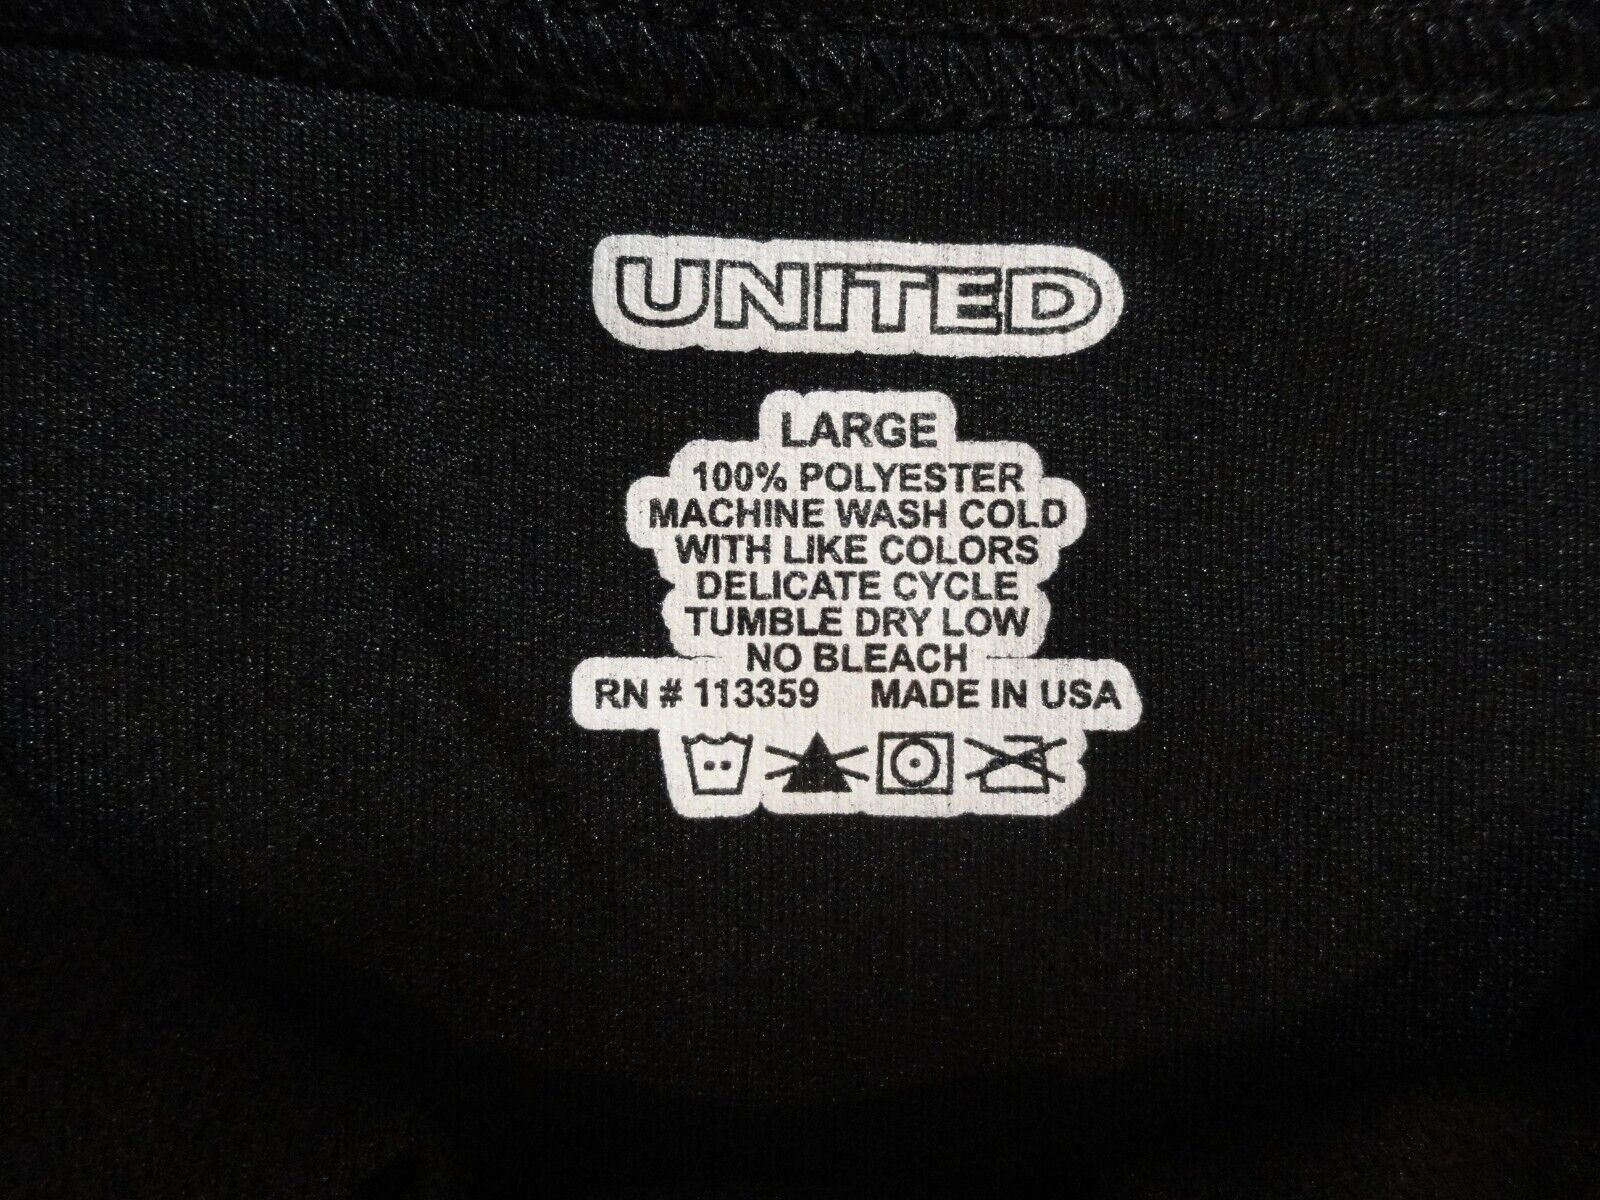 UNITED
LARGE
100% POLYESTER
MACHINE WASH COLD
WITH LIKE COLORS
DELICATE CYCLE
TUMBLE DRY LOW
NO BLEACH
RN # 113359 MADE IN USA